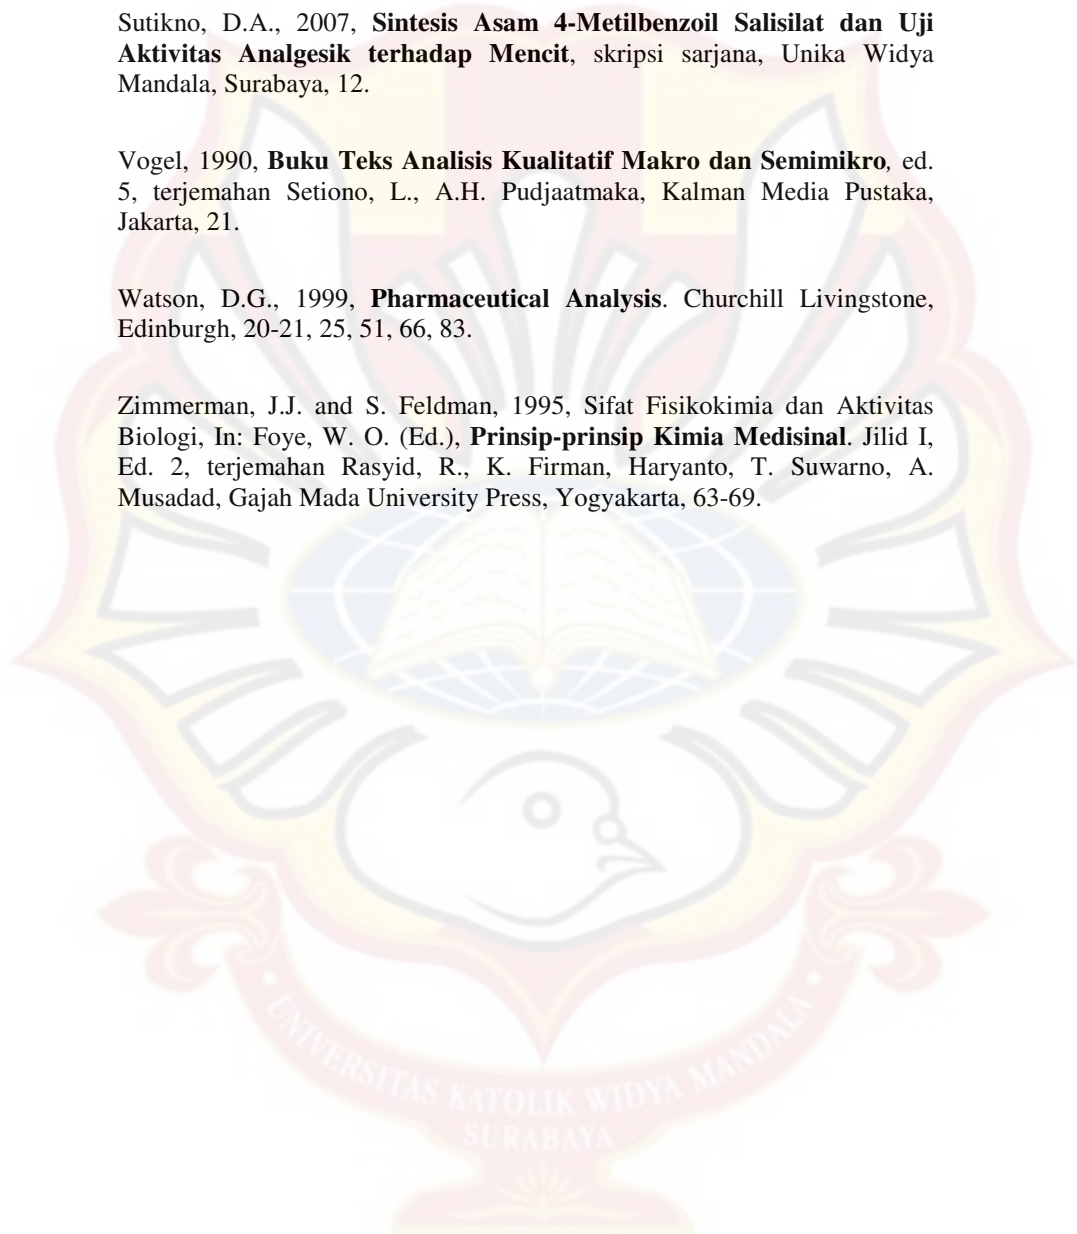 Sutikno, D.A., 2007, Sintesis Asam 4-Metilbenzoil Salisilat dan Uji
Aktivitas Analgesik terhadap Mencit, skripsi sarjana, Unika Widya
Mandala, Surabaya, 12.
Vogel, 1990, Buku Teks Analisis Kualitatif Makro dan Semimikro, ed.
5, terjemahan Setiono, L., A.H. Pudjaatmaka, Kalman Media Pustaka,
Jakarta, 21.
Watson, D.G., 1999, Pharmaceutical Analysis. Churchill Livingstone,
Edinburgh, 20-21, 25, 51, 66, 83.
Zimmerman, J.J. and S. Feldman, 1995, Sifat Fisikokimia dan Aktivitas
Biologi, In: Foye, W. O. (Ed.), Prinsip-prinsip Kimia Medisinal. Jilid I,
Ed. 2, terjemahan Rasyid, R., K. Firman, Haryanto, T. Suwarno, A.
Musadad, Gajah Mada University Press, Yogyakarta, 63-69.
• UNIVERSITAS KATOLIK WIDYA MANDALA •
SURABAYA